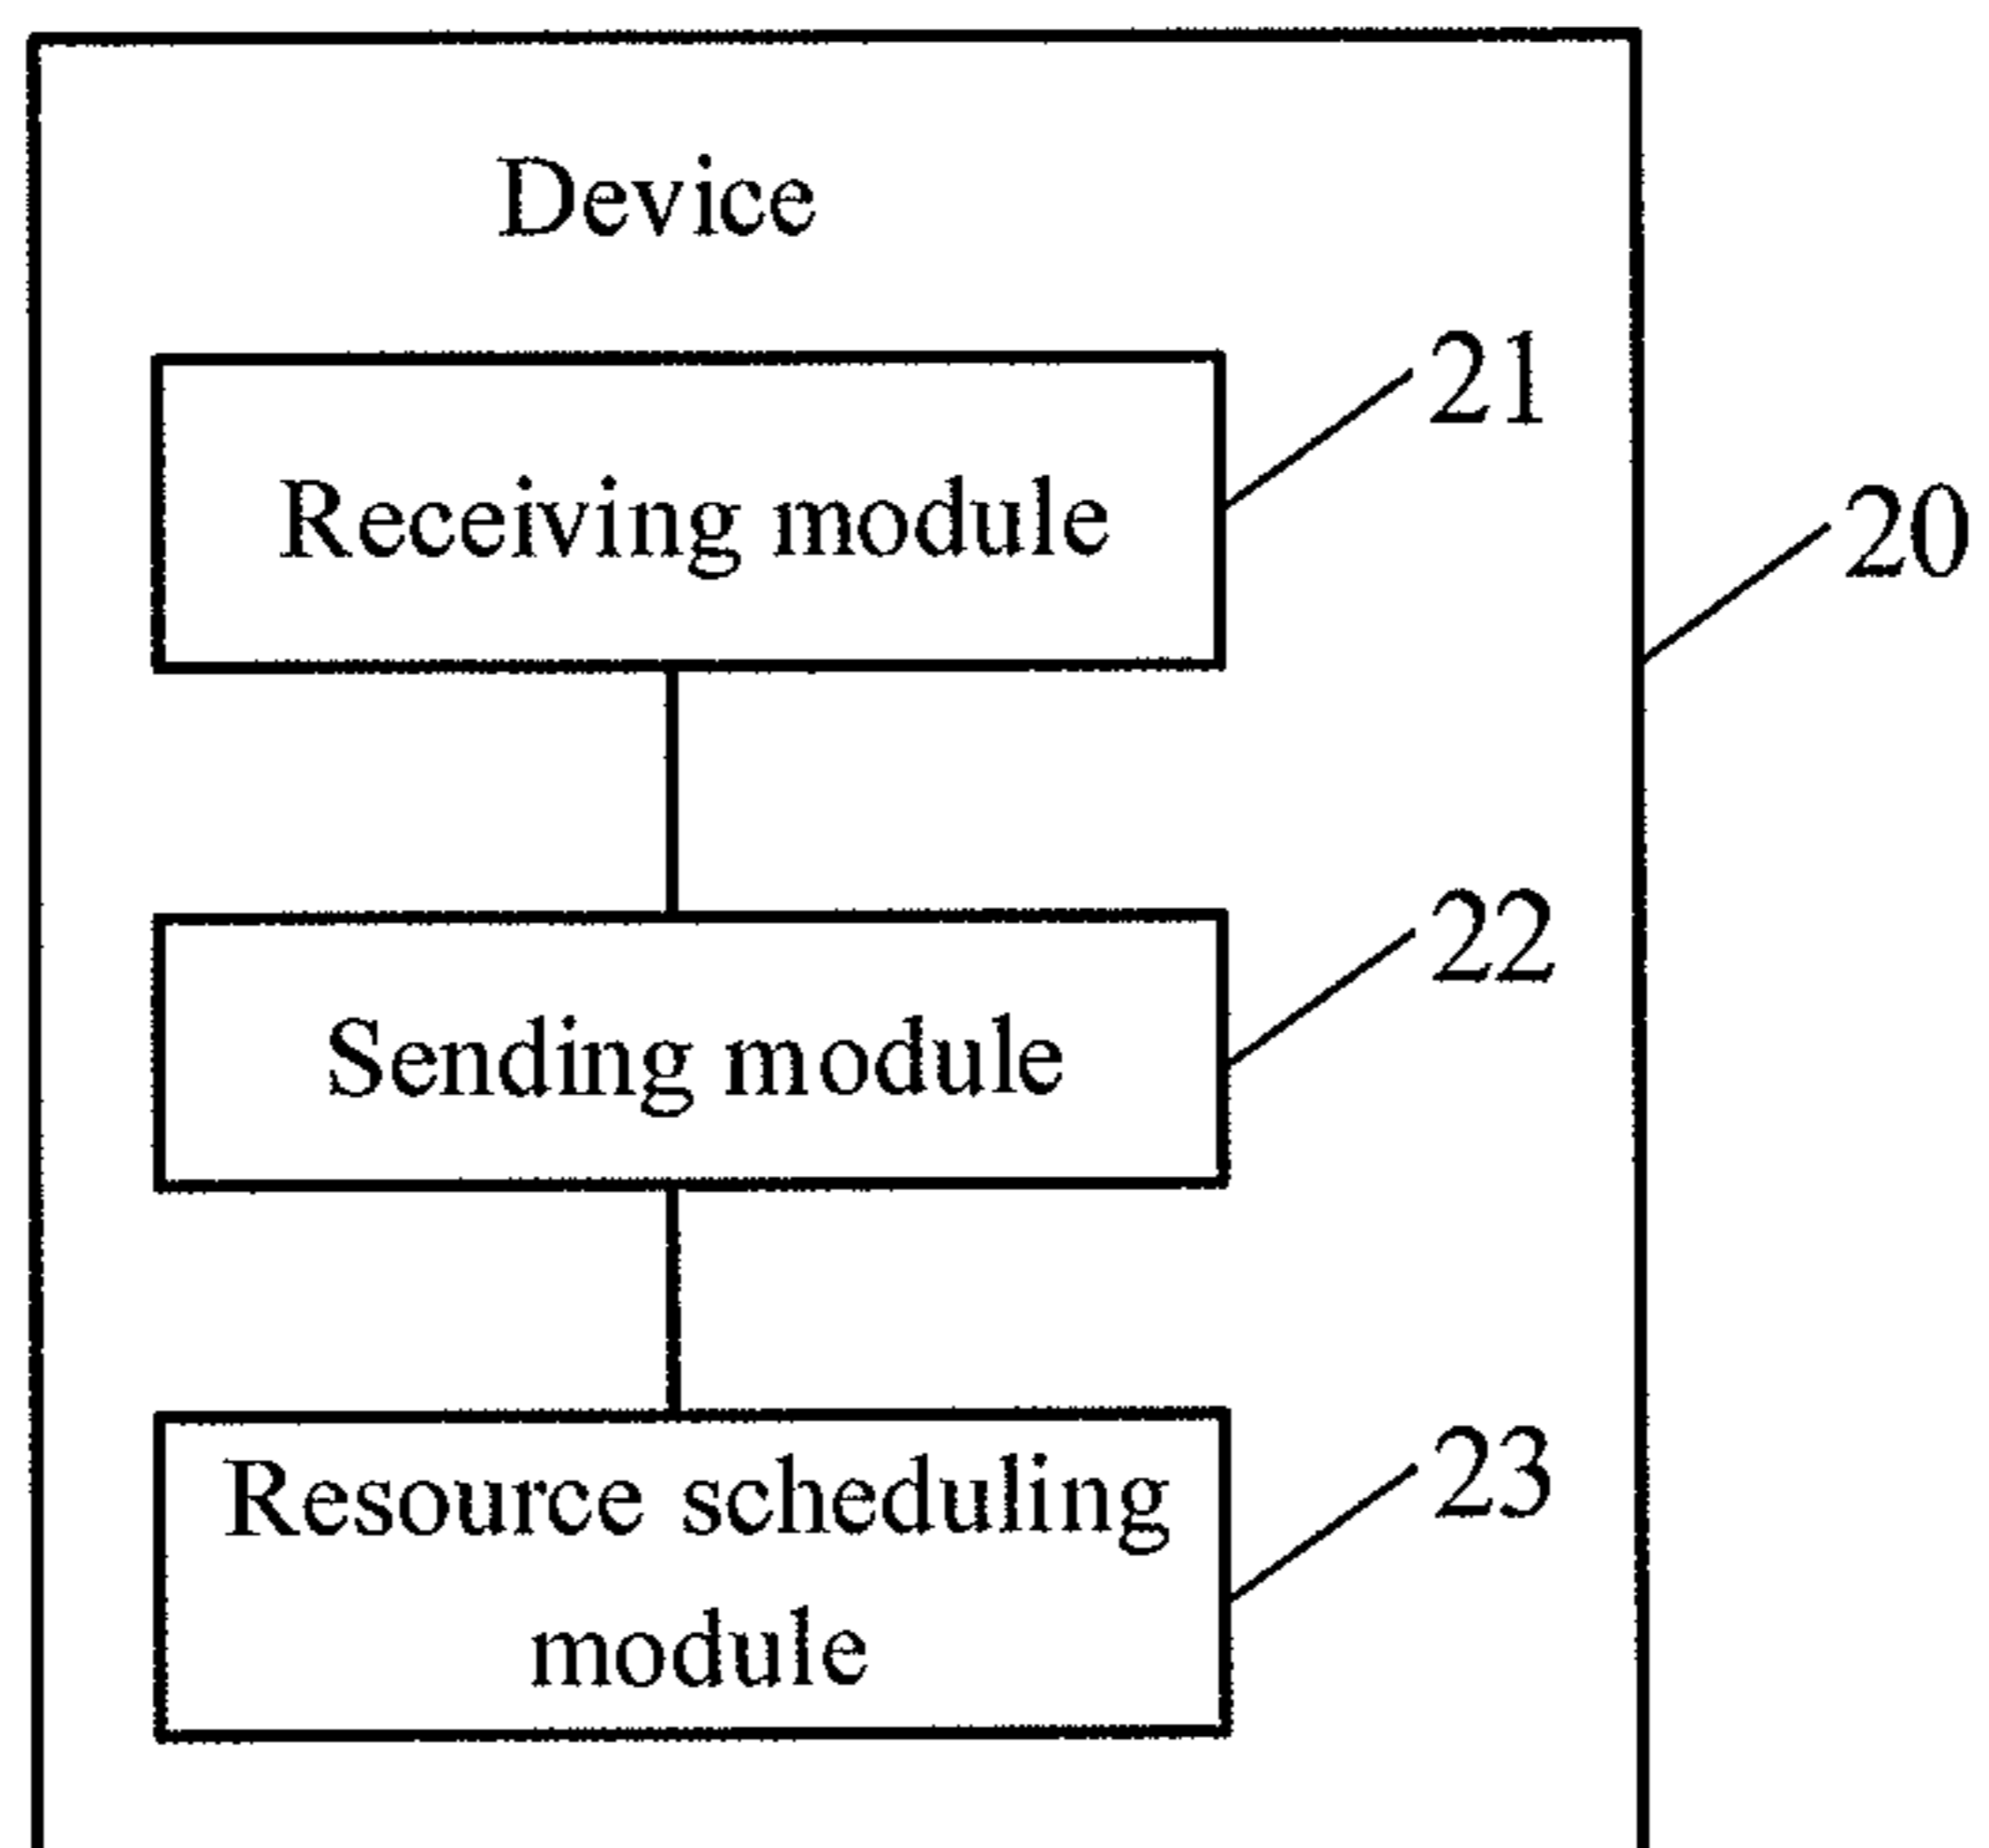 Device
21
Receiving module
20
22
Sending module
23
Resource scheduling
module